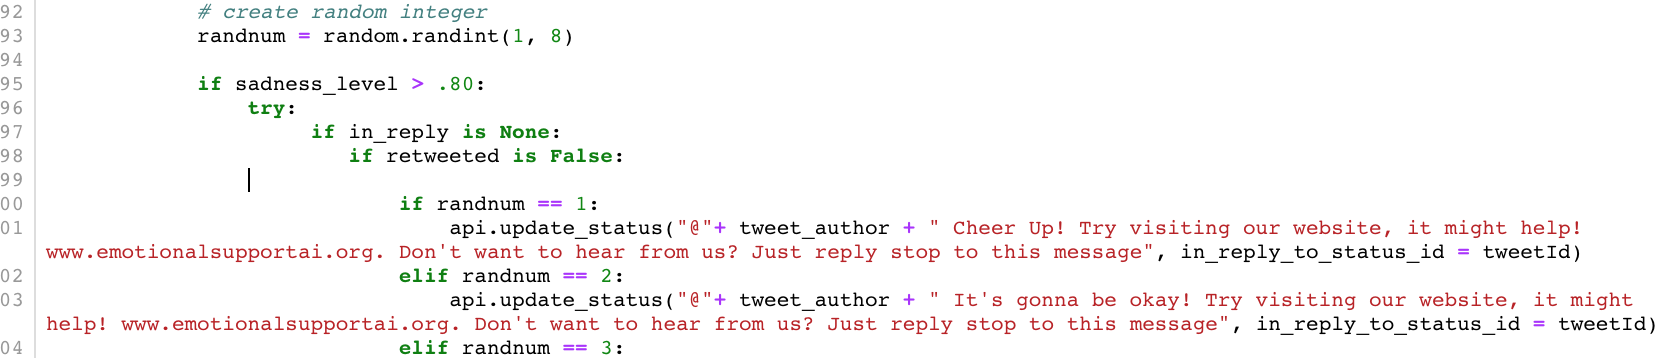 92 # create random integer
93 randnum = random.randint(1, 8)
94
95 if sadness_level > .80:
96 try:
97 if in_reply is None:
98 if retweeted is False:
99
00 if randnum == 1:
01 api.update_status("@"+ tweet_author + " Cheer Up! Try visiting our website, it might help!
www.emotionalsupportai.org. Don't want to hear from us? Just reply stop to this message", in_reply_to_status_id = tweetId)
02 elif randnum == 2:
03 api.update_status("@"+ tweet_author + " It's gonna be okay! Try visiting our website, it might
help! www.emotionalsupportai.org. Don't want to hear from us? Just reply stop to this message", in_reply_to_status_id = tweetId)
04 elif randnum == 3: